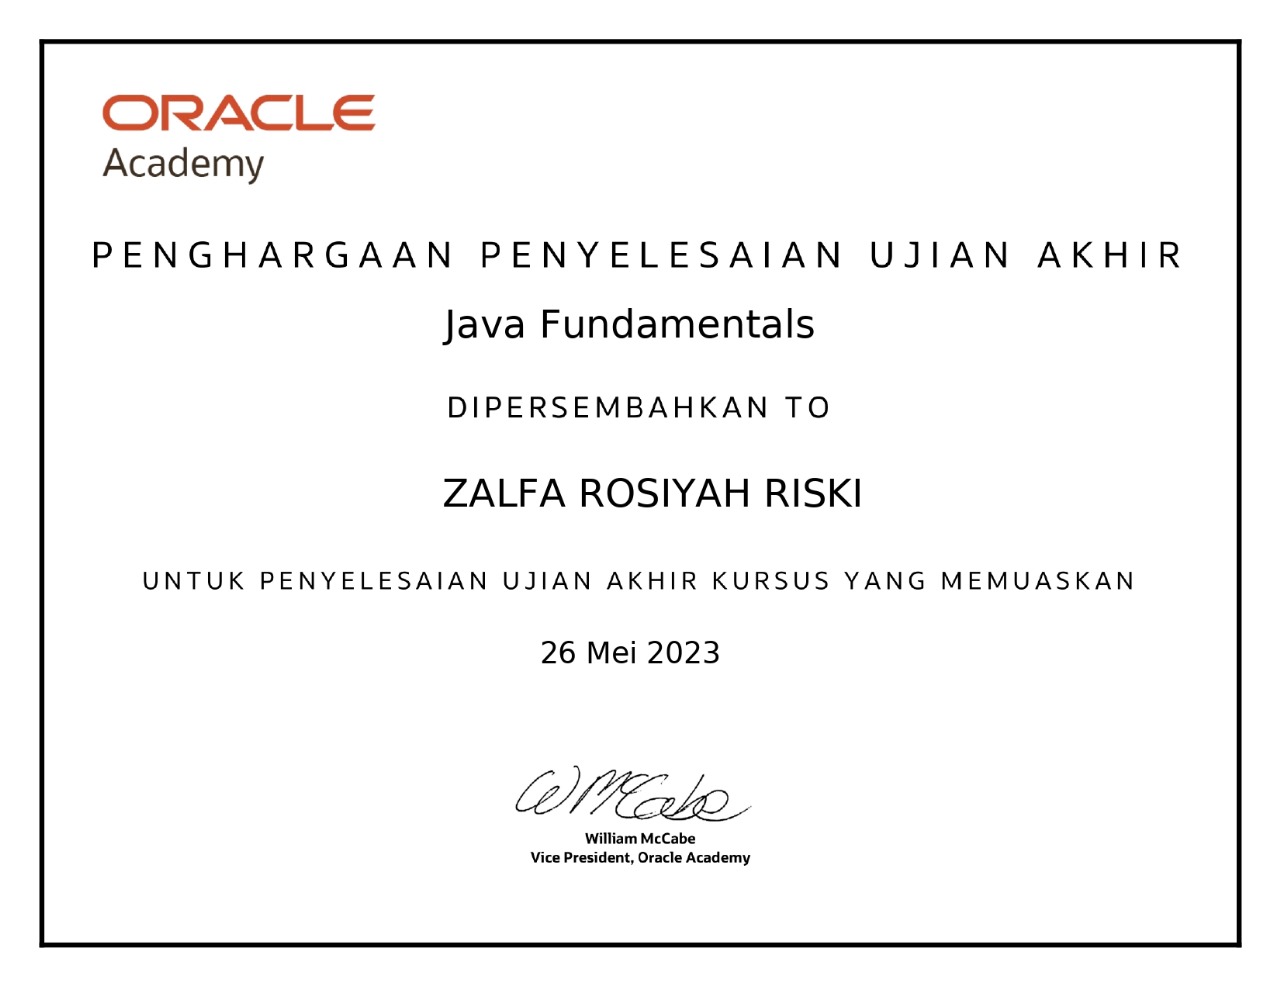 ORACLE
Academy
PENGHARGAAN PENYELESAIAN UJIAN AKHIR
Java Fundamentals
DIPERSEMBAHKAN TO
ZALFA ROSIYAH RISKI
UNTUK PENYELESAIAN UJIAN AKHIR KURSUS YANG MEMUASKAN
26 Mei 2023
W McCabe
William McCabe
Vice President, Oracle Academy